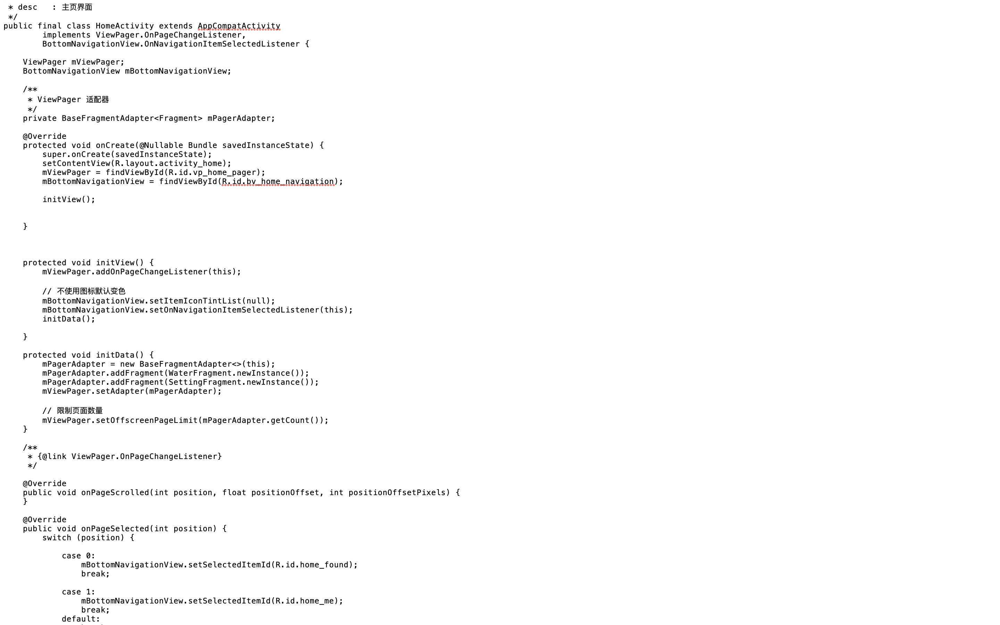 * desc   : 主页界面
 */
public final class HomeActivity extends AppCompatActivity
        implements ViewPager.OnPageChangeListener,
        BottomNavigationView.OnNavigationItemSelectedListener {

    ViewPager mViewPager;
    BottomNavigationView mBottomNavigationView;

    /**
     * ViewPager 适配器
     */
    private BaseFragmentAdapter<Fragment> mPagerAdapter;

    @Override
    protected void onCreate(@Nullable Bundle savedInstanceState) {
        super.onCreate(savedInstanceState);
        setContentView(R.layout.activity_home);
        mViewPager = findViewById(R.id.vp_home_pager);
        mBottomNavigationView = findViewById(R.id.bv_home_navigation);

        initView();

    }

    protected void initView() {
        mViewPager.addOnPageChangeListener(this);

        // 不使用图标默认变色
        mBottomNavigationView.setItemIconTintList(null);
        mBottomNavigationView.setOnNavigationItemSelectedListener(this);
        initData();

    }

    protected void initData() {
        mPagerAdapter = new BaseFragmentAdapter<>(this);
        mPagerAdapter.addFragment(WaterFragment.newInstance());
        mPagerAdapter.addFragment(SettingFragment.newInstance());
        mViewPager.setAdapter(mPagerAdapter);

        // 限制页面数量
        mViewPager.setOffscreenPageLimit(mPagerAdapter.getCount());
    }

    /**
     * {@link ViewPager.OnPageChangeListener}
     */

    @Override
    public void onPageScrolled(int position, float positionOffset, int positionOffsetPixels) {
    }

    @Override
    public void onPageSelected(int position) {
        switch (position) {

            case 0:
                mBottomNavigationView.setSelectedItemId(R.id.home_found);
                break;

            case 1:
                mBottomNavigationView.setSelectedItemId(R.id.home_me);
                break;
            default: